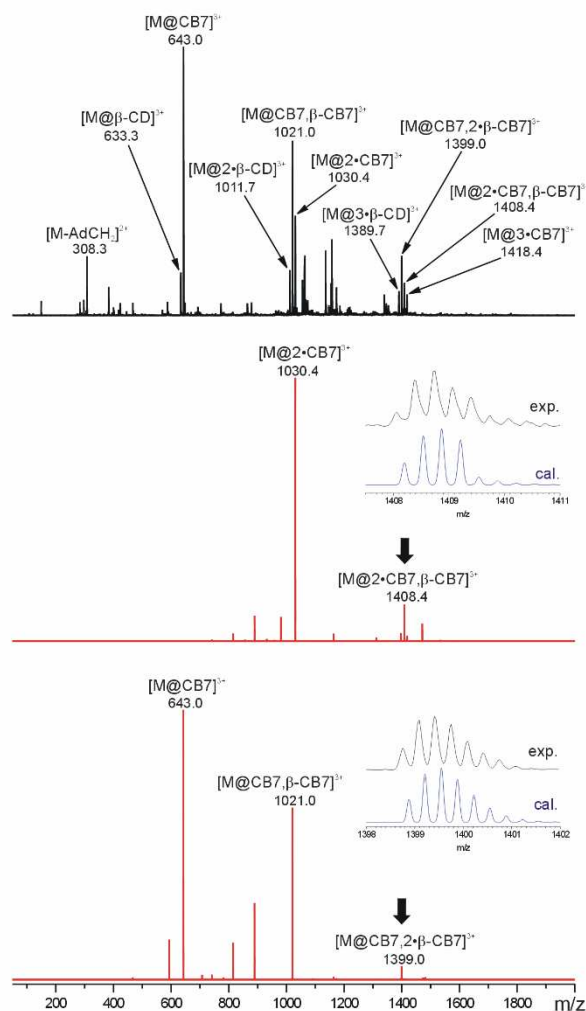 [M@CB7]³⁺
643.0
[M@β-CD]³⁺
633.3
[M@CB7,β-CB7]³⁺
1021.0
[M@CB7,2•β-CB7]³⁺
1399.0
[M@2•β-CD]³⁺
1011.7
[M@2•CB7]³⁺
1030.4
[M@2•CB7,β-CB7]³
1408.4
[M@3•β-CD]³⁺
1389.7
[M-AdCH₂]²⁺
308.3
[M@3•CB7]³⁺
1418.4
[M@2•CB7]³⁺
1030.4
exp.
cal.
1408 1409 1410 1411
m/z
[M@2•CB7,β-CB7]³⁺
1408.4
[M@CB7]³⁺
643.0
exp.
[M@CB7,β-CB7]³⁺
1021.0
cal.
1398 1399 1400 1401 1402
m/z
[M@CB7,2•β-CB7]³⁺
1399.0
200 400 600 800 1000 1200 1400 1600 1800 m/z